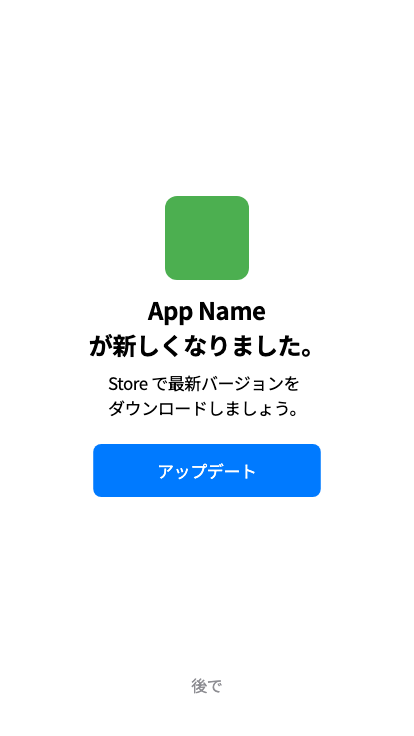 App Name
が新しくなりました。
Store で最新バージョンを
ダウンロードしましょう。
アップデート
後で